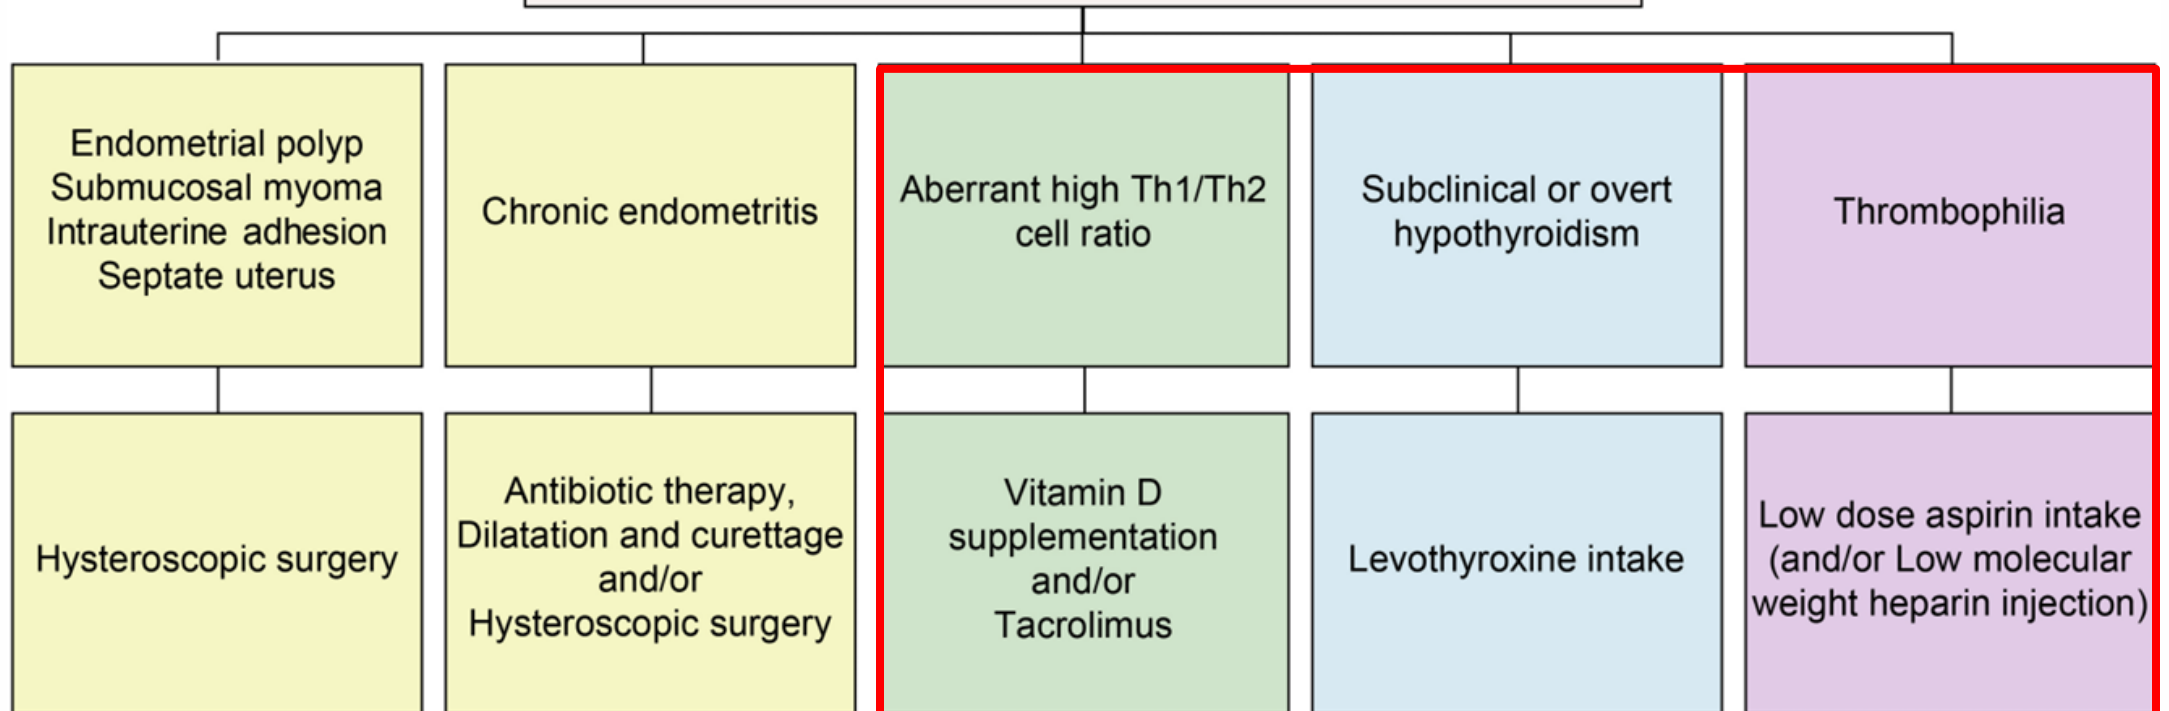 Endometrial polyp
Submucosal myoma
Intrauterine adhesion
Septate uterus
Chronic endometritis
Aberrant high Th1/Th2
cell ratio
Subclinical or overt
hypothyroidism
Thrombophilia
Hysteroscopic surgery
Antibiotic therapy,
Dilatation and curettage
and/or
Hysteroscopic surgery
Vitamin D
supplementation
and/or
Tacrolimus
Levothyroxine intake
Low dose aspirin intake
(and/or Low molecular
weight heparin injection)